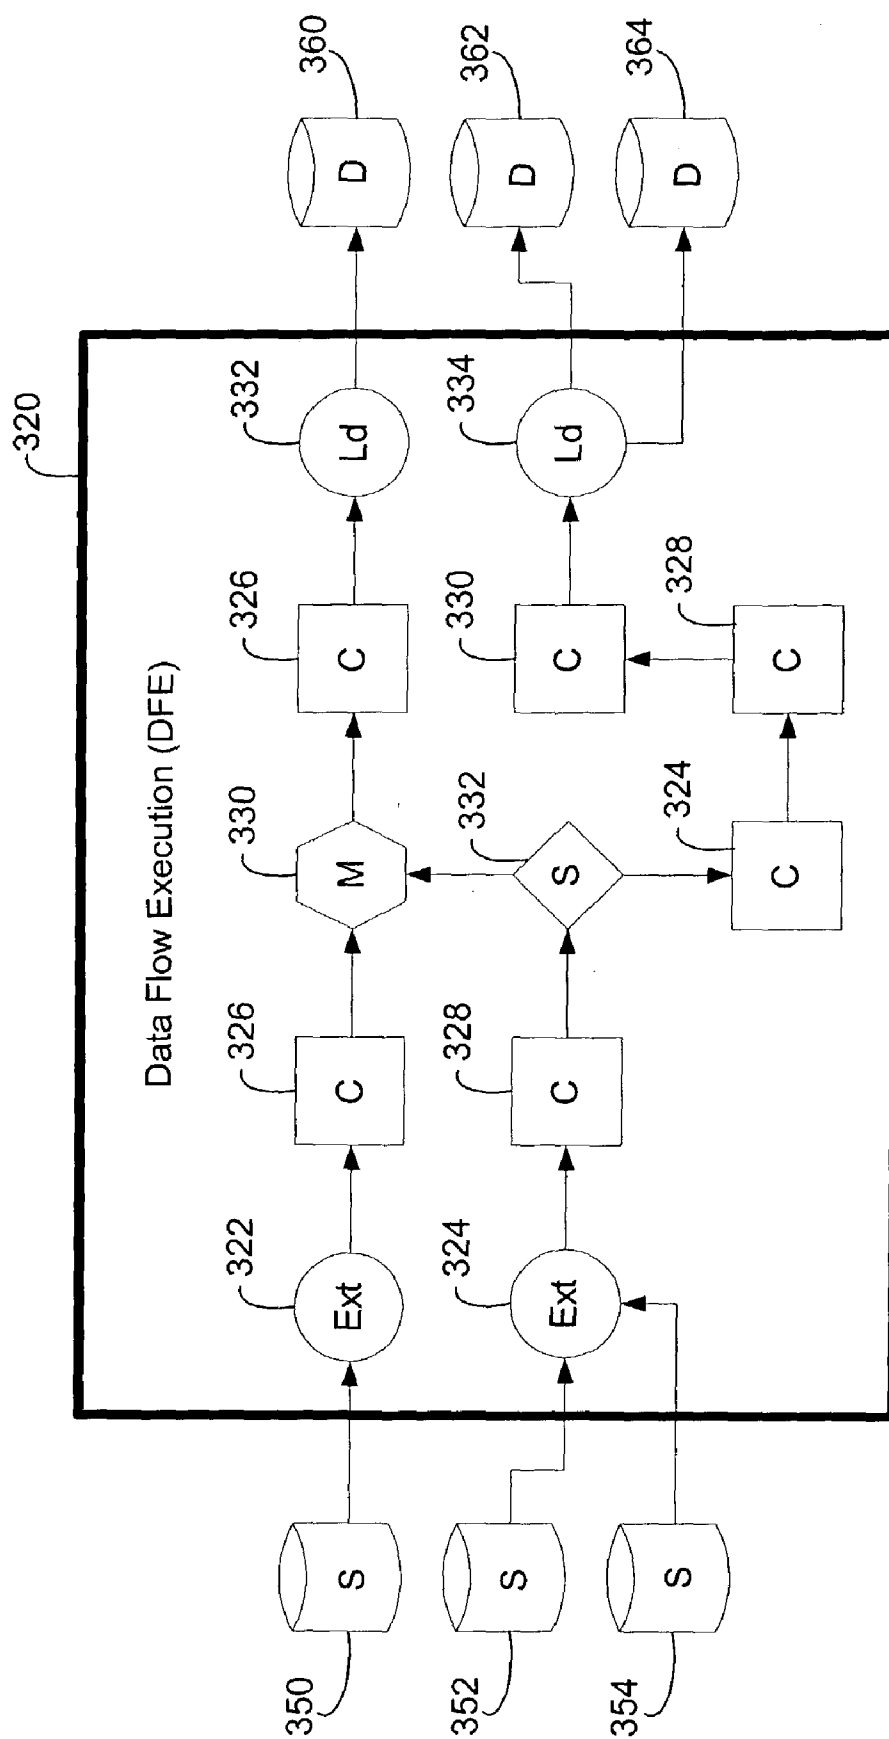 320
Data Flow Execution (DFE)
350
S
322
Ext
326
C
330
M
326
C
332
Ld
360
D
352
S
324
Ext
328
C
332
S
330
C
334
Ld
362
D
354
S
324
C
328
C
364
D